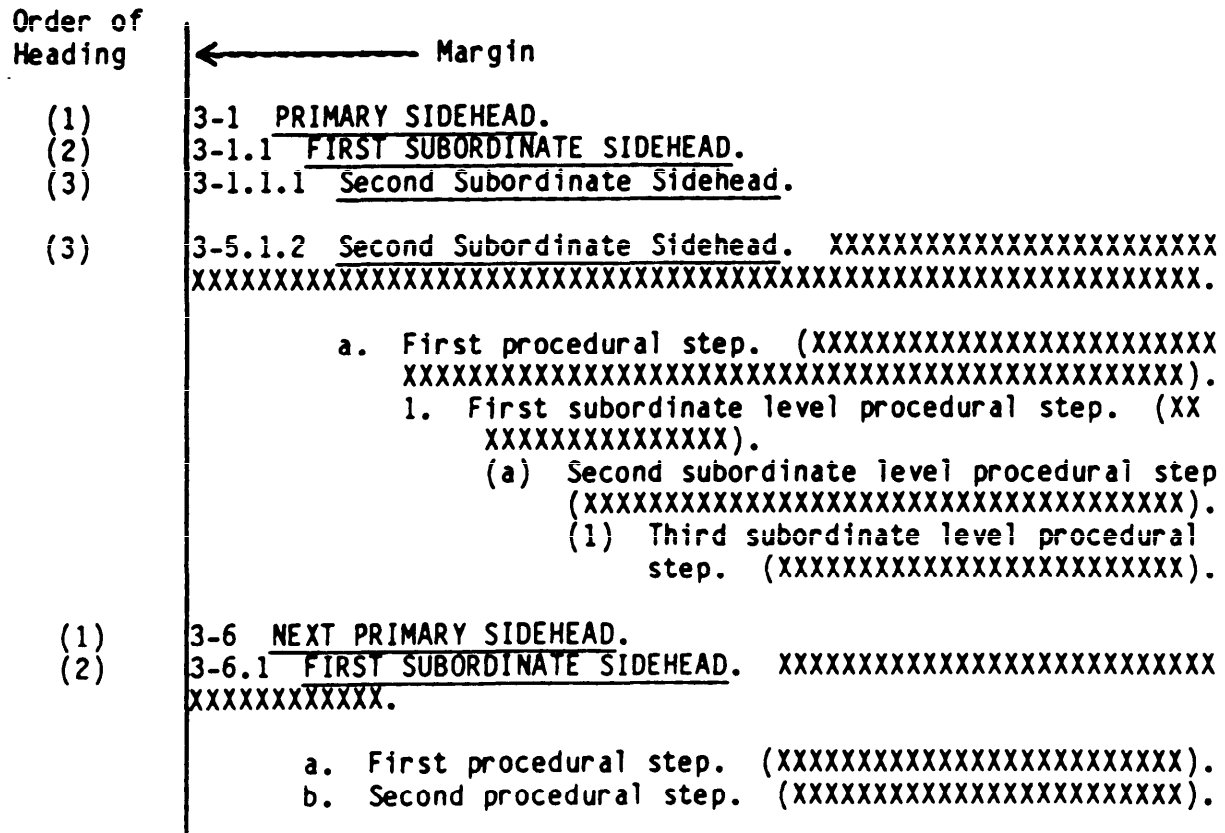 Order of
Heading
Margin
(1) 3-1 PRIMARY SIDEHEAD.
(2) 3-1.1 FIRST SUBORDINATE SIDEHEAD.
(3) 3-1.1.1 Second Subordinate Sidehead.
(3) 3-5.1.2 Second Subordinate Sidehead. XXXXXXXXXXXXXXXXXXXXXXXX
XXXXXXXXXXXXXXXXXXXXXXXXXXXXXXXXXXXXXXXXXXXXXXXXXXXXXXXXXXXXXX.
a. First procedural step. (XXXXXXXXXXXXXXXXXXXXXXXXX
XXXXXXXXXXXXXXXXXXXXXXXXXXXXXXXXXXXXXXXXXXXXXXXX).
1. First subordinate level procedural step. (XX
XXXXXXXXXXXXXXX).
(a) Second subordinate level procedural step
(XXXXXXXXXXXXXXXXXXXXXXXXXXXXXXXXXXXXX).
(1) Third subordinate level procedural
step. (XXXXXXXXXXXXXXXXXXXXXXXXX).
(1) 3-6 NEXT PRIMARY SIDEHEAD.
(2) 3-6.1 FIRST SUBORDINATE SIDEHEAD. XXXXXXXXXXXXXXXXXXXXXXXXXXX
XXXXXXXXXXXX.
a. First procedural step. (XXXXXXXXXXXXXXXXXXXXXXXXX).
b. Second procedural step. (XXXXXXXXXXXXXXXXXXXXXXXX).